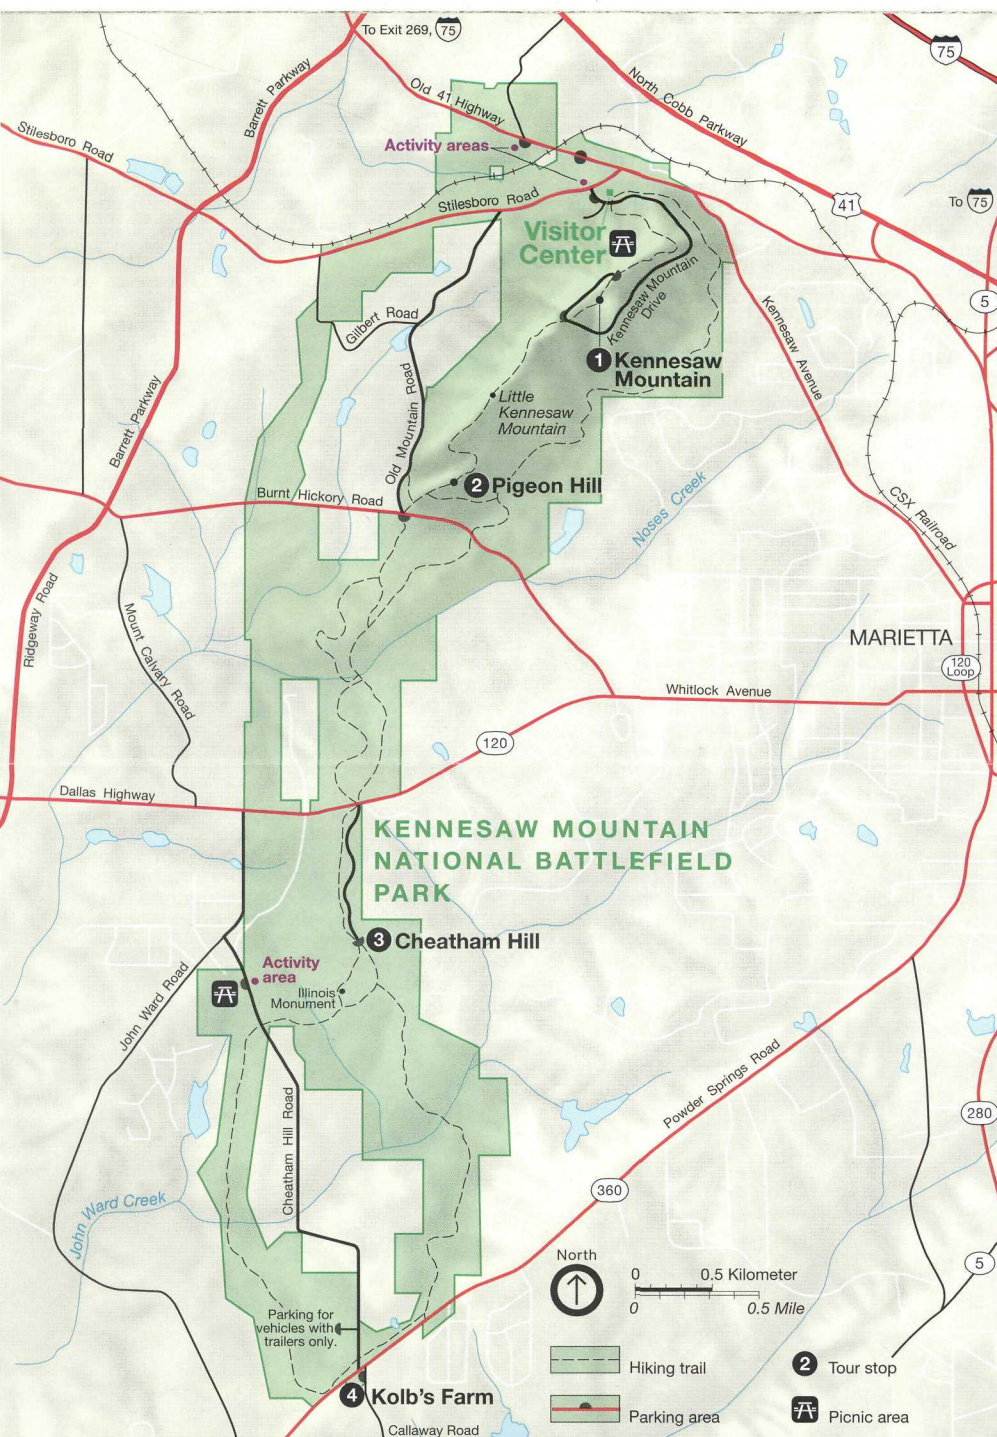 To Exit 269, 75
75
Barrett Parkway
Old 41 Highway
North Cobb Parkway
Stilesboro Road
Activity areas
Stilesboro Road
41
To 75
Visitor
Center
Kennesaw Mountain
Drive
5
Gilbert Road
Kennesaw Avenue
1 Kennesaw
Mountain
Old Mountain Road
Little
Kennesaw
Mountain
Barrett Parkway
2 Pigeon Hill
Burnt Hickory Road
Noses Creek
CSX Railroad
Ridgeway Road
Mount Calvary Road
MARIETTA
120
Loop
Whitlock Avenue
120
Dallas Highway
KENNESAW MOUNTAIN
NATIONAL BATTLEFIELD
PARK
3 Cheatham Hill
Activity
area
Illinois
Monument
John Ward Road
Powder Springs Road
Cheatham Hill Road
280
John Ward Creek
360
North
0 0.5 Kilometer
0 0.5 Mile
5
Parking for
vehicles with
trailers only.
Hiking trail
2 Tour stop
4 Kolb's Farm
Parking area
Picnic area
Callaway Road